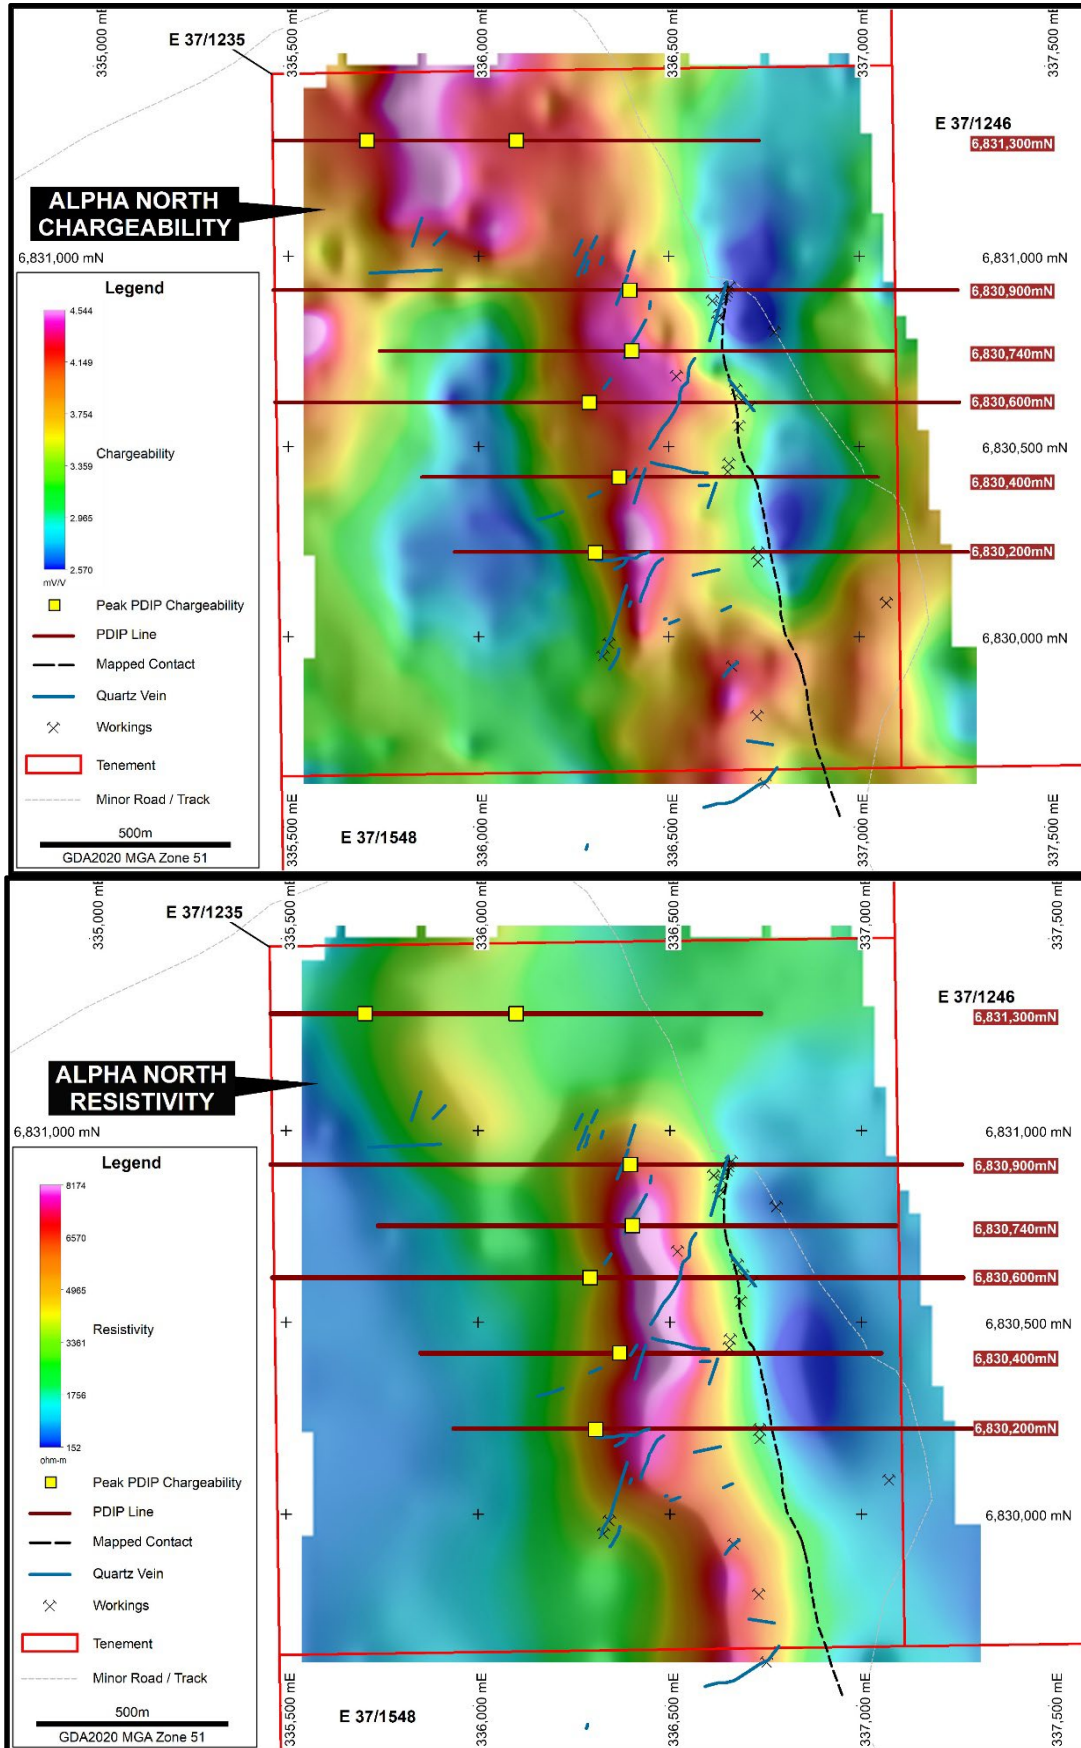 335,000 mE
335,500 mE
336,000 mE
336,500 mE
337,000 mE
337,500 mE
E 37/1235
E 37/1246
6,831,300mN
ALPHA NORTH
CHARGEABILITY
6,831,000 mN
6,831,000 mN
6,830,900mN
6,830,740mN
6,830,600mN
6,830,500 mN
6,830,400mN
6,830,200mN
6,830,000 mN
Legend
4.544
4.149
3.754
Chargeability
3.359
2.965
2.570
mV/V
Peak PDIP Chargeability
PDIP Line
Mapped Contact
Quartz Vein
Workings
Tenement
Minor Road / Track
500m
GDA2020 MGA Zone 51
E 37/1548
335,500 mE
336,000 mE
336,500 mE
337,000 mE
337,500 mE
335,000 mE
335,500 mE
336,000 mE
336,500 mE
337,000 mE
337,500 mE
E 37/1235
E 37/1246
6,831,300mN
ALPHA NORTH
RESISTIVITY
6,831,000 mN
6,831,000 mN
6,830,900mN
6,830,740mN
6,830,600mN
6,830,500 mN
6,830,400mN
6,830,200mN
6,830,000 mN
Legend
8174
6570
4965
Resistivity
3361
1756
152
ohm-m
Peak PDIP Chargeability
PDIP Line
Mapped Contact
Quartz Vein
Workings
Tenement
Minor Road / Track
500m
GDA2020 MGA Zone 51
E 37/1548
335,500 mE
336,000 mE
336,500 mE
337,000 mE
337,500 mE